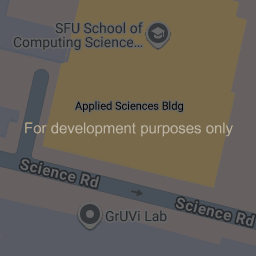 SFU School of
Computing Science...
Applied Sciences Bldg
For development purposes only
Science Rd
Science Rd
GrUVi Lab